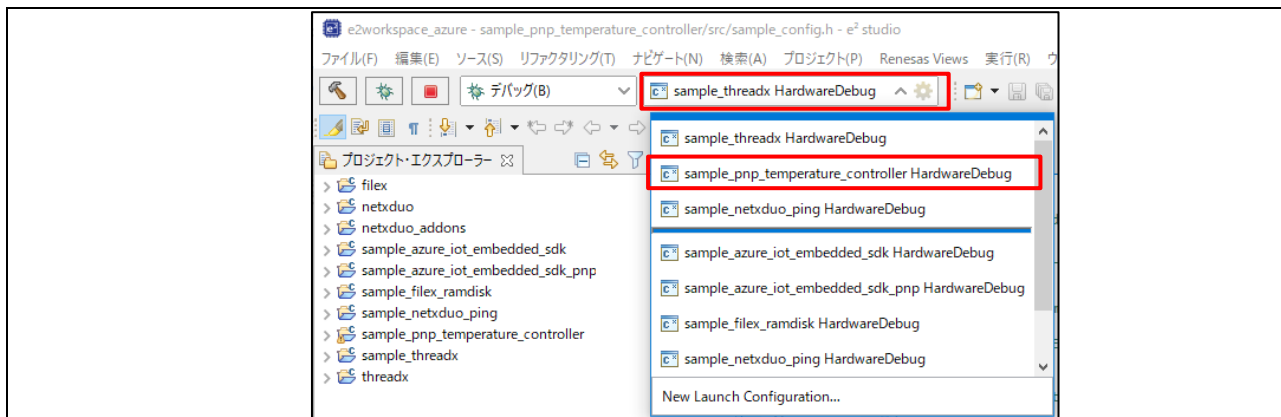 e2workspace_azure - sample_pnp_temperature_controller/src/sample_config.h - e² studio
ファイル(F) 編集(E) ソース(S) リファクタリング(T) ナビゲート(N) 検索(A) プロジェクト(P) Renesas Views 実行(R)
デバッグ(B)
sample_threadx HardwareDebug
プロジェクト・エクスプローラー
filex
netxduo
netxduo_addons
sample_azure_iot_embedded_sdk
sample_azure_iot_embedded_sdk_pnp
sample_filex_ramdisk
sample_netxduo_ping
sample_pnp_temperature_controller
sample_threadx
threadx
sample_threadx HardwareDebug
sample_pnp_temperature_controller HardwareDebug
sample_netxduo_ping HardwareDebug
sample_azure_iot_embedded_sdk HardwareDebug
sample_azure_iot_embedded_sdk_pnp HardwareDebug
sample_filex_ramdisk HardwareDebug
sample_netxduo_ping HardwareDebug
New Launch Configuration...